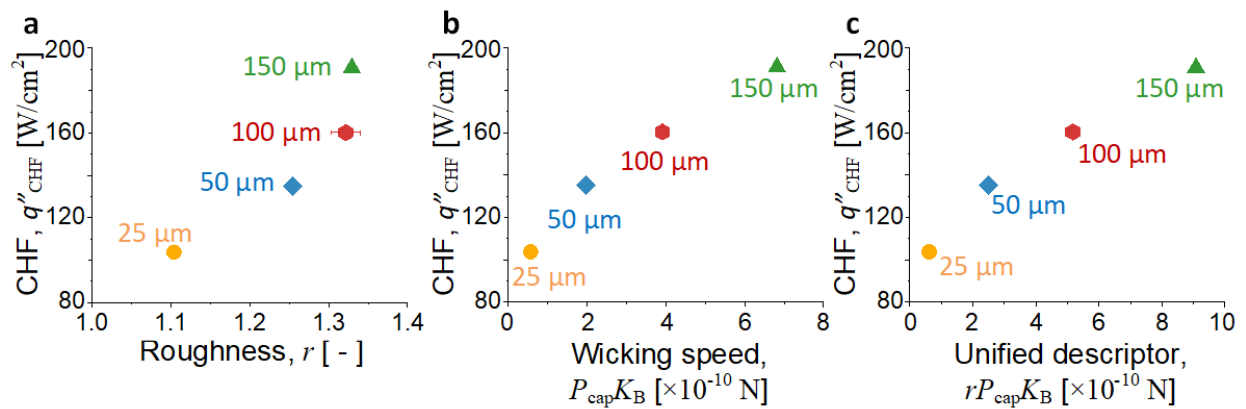 a
CHF, q″CHF [W/cm²]
200
160
120
80
150 μm
100 μm
50 μm
25 μm
1.0 1.1 1.2 1.3 1.4
Roughness, r [ - ]
b
CHF, q″CHF [W/cm²]
200
160
120
80
150 μm
100 μm
50 μm
25 μm
0 2 4 6 8
Wicking speed,
PcapKB [×10⁻¹⁰ N]
c
CHF, q″CHF [W/cm²]
200
160
120
80
150 μm
100 μm
50 μm
25 μm
0 2 4 6 8 10
Unified descriptor,
rPcapKB [×10⁻¹⁰ N]